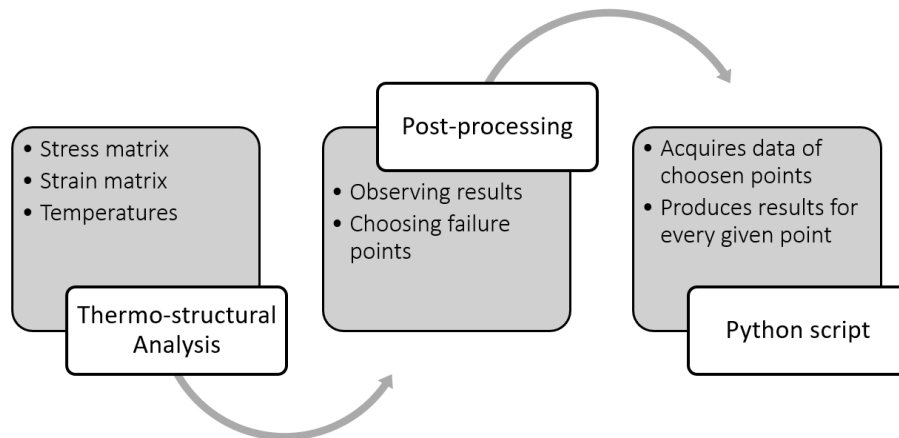 • Stress matrix
• Strain matrix
• Temperatures
Thermo-structural
Analysis
Post-processing
• Observing results
• Choosing failure
points
• Acquires data of
choosen points
• Produces results for
every given point
Python script